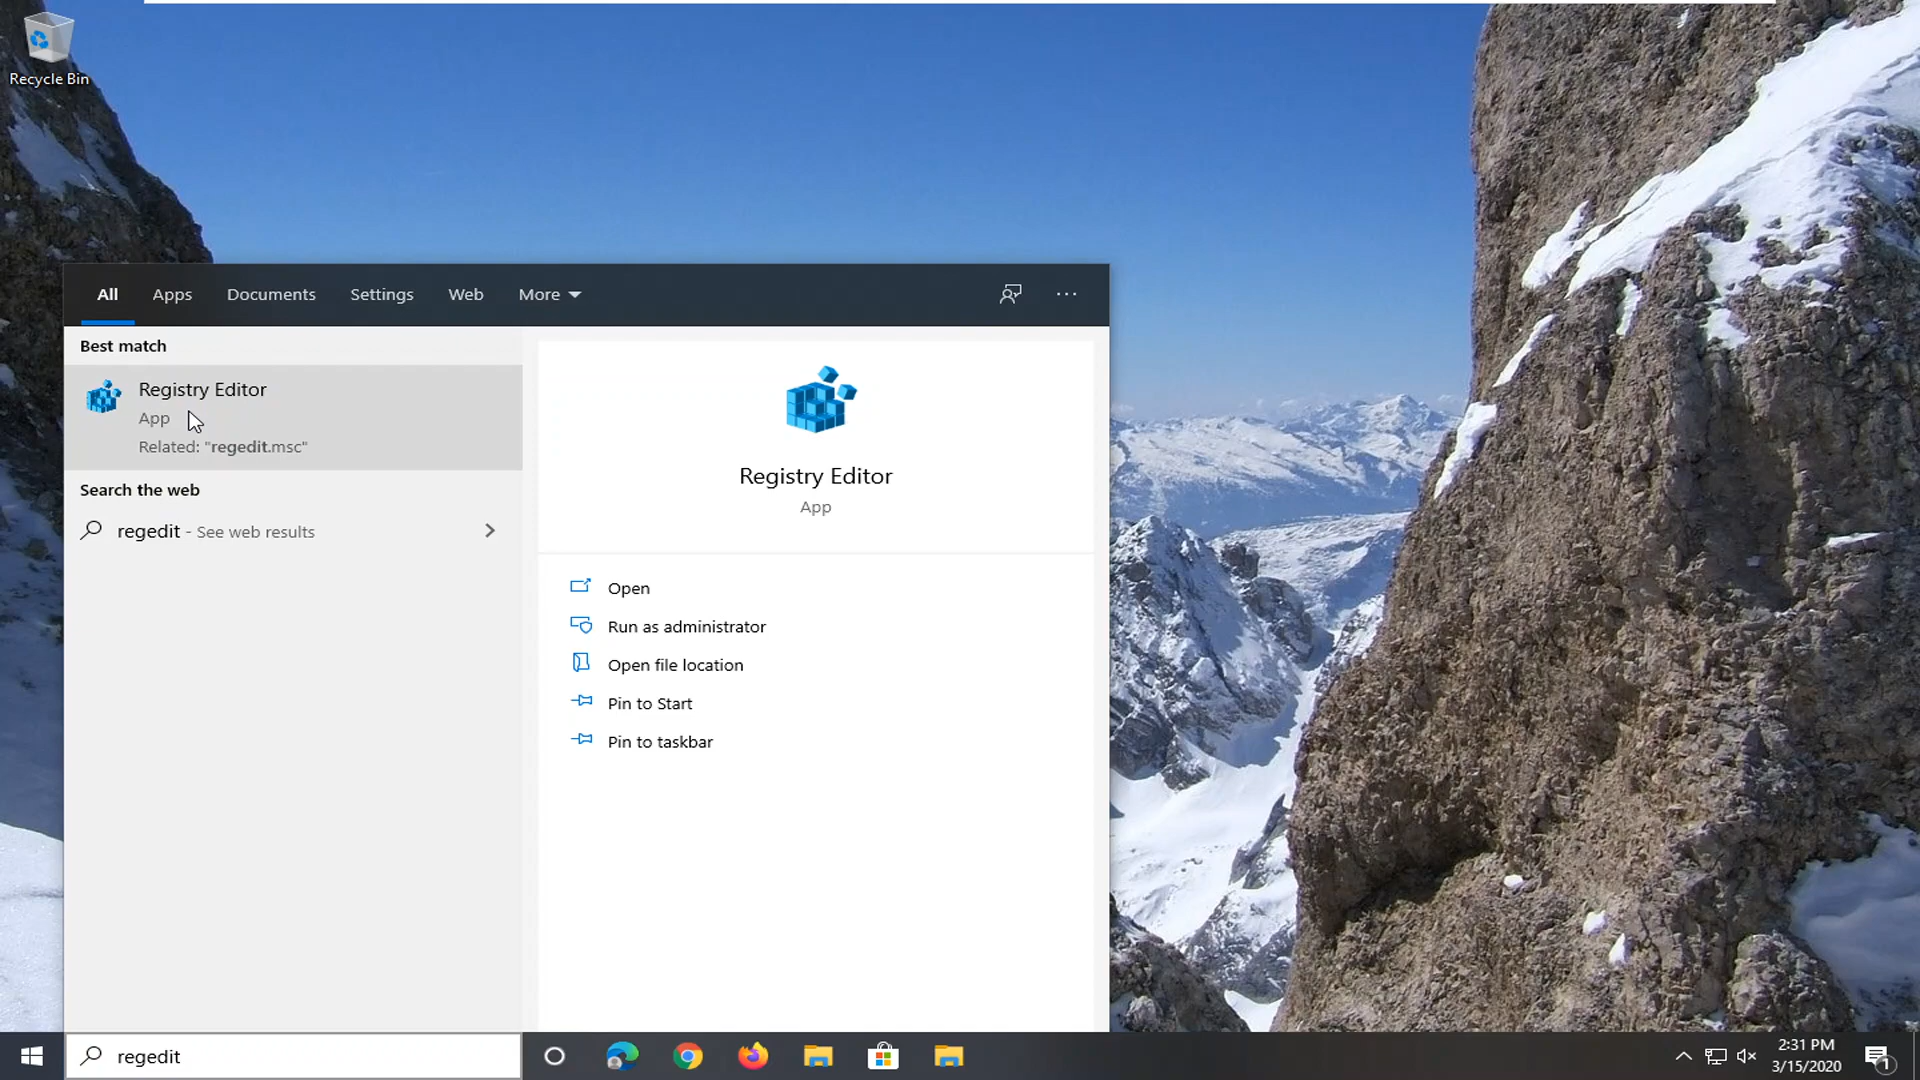 Recycle Bin
All Apps Documents Settings Web More
Best match
Registry Editor
App
Related: "regedit.msc"
Search the web
regedit - See web results
Registry Editor
App
Open
Run as administrator
Open file location
Pin to Start
Pin to taskbar
regedit
2:31 PM
3/15/2020
1